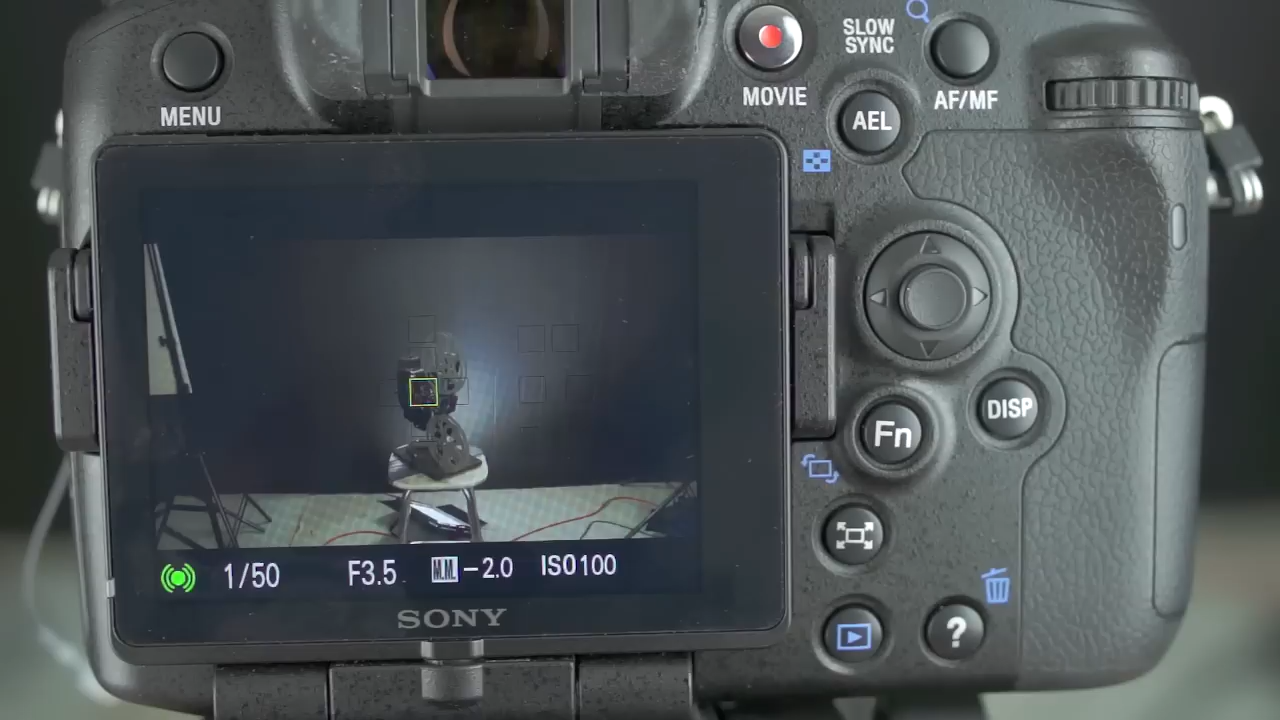 MENU
MOVIE
SLOW
SYNC
AF/MF
AEL
DISP
Fn
1/50 F3.5 M.M. −2.0 ISO100
SONY
?